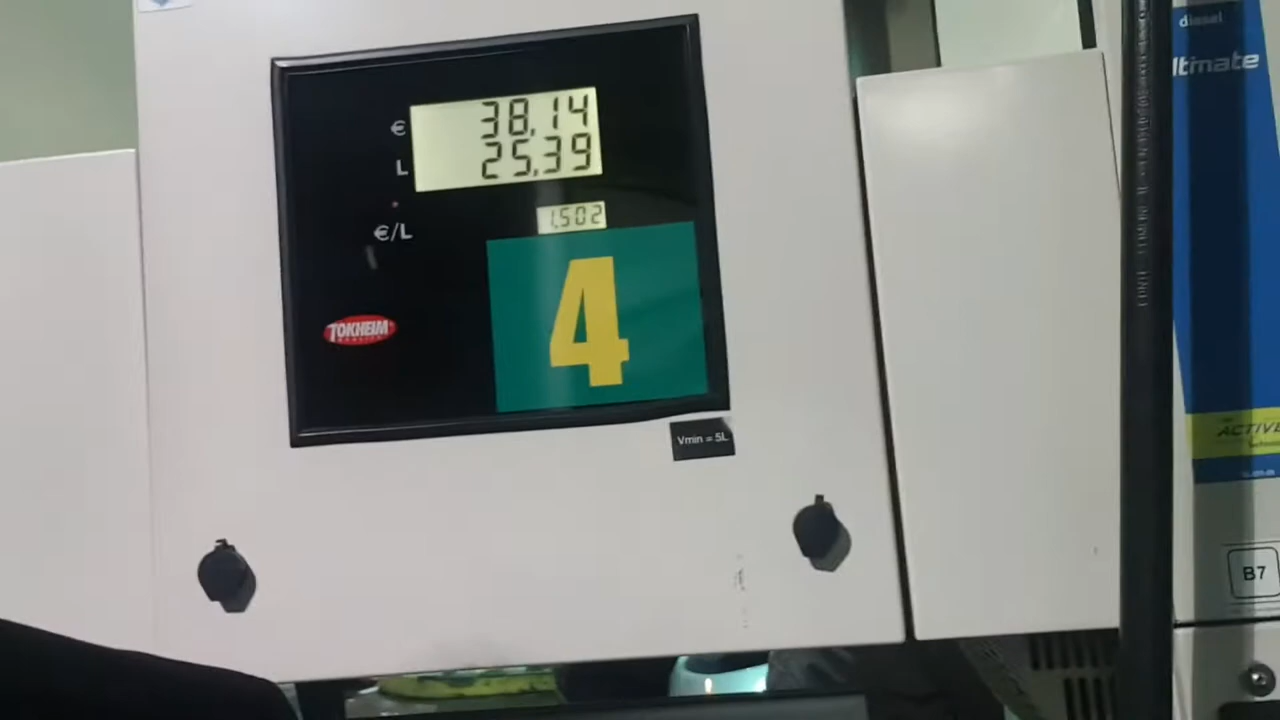 € 38,14
L 25,39
€/L 1.502
TOKHEIM
4
Vmin = 5L
diesel
ltimate
ACTIVE
B7